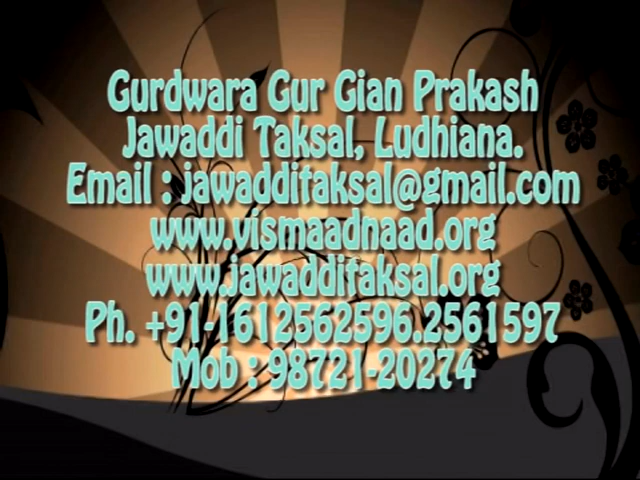 Gurdwara Gur Gian Prakash
Jawaddi Taksal, Ludhiana.
Email : jawadditaksal@gmail.com
www.vismaadnaad.org
www.jawadditaksal.org
Ph. +91-1612562596.2561597
Mob : 98721-20274